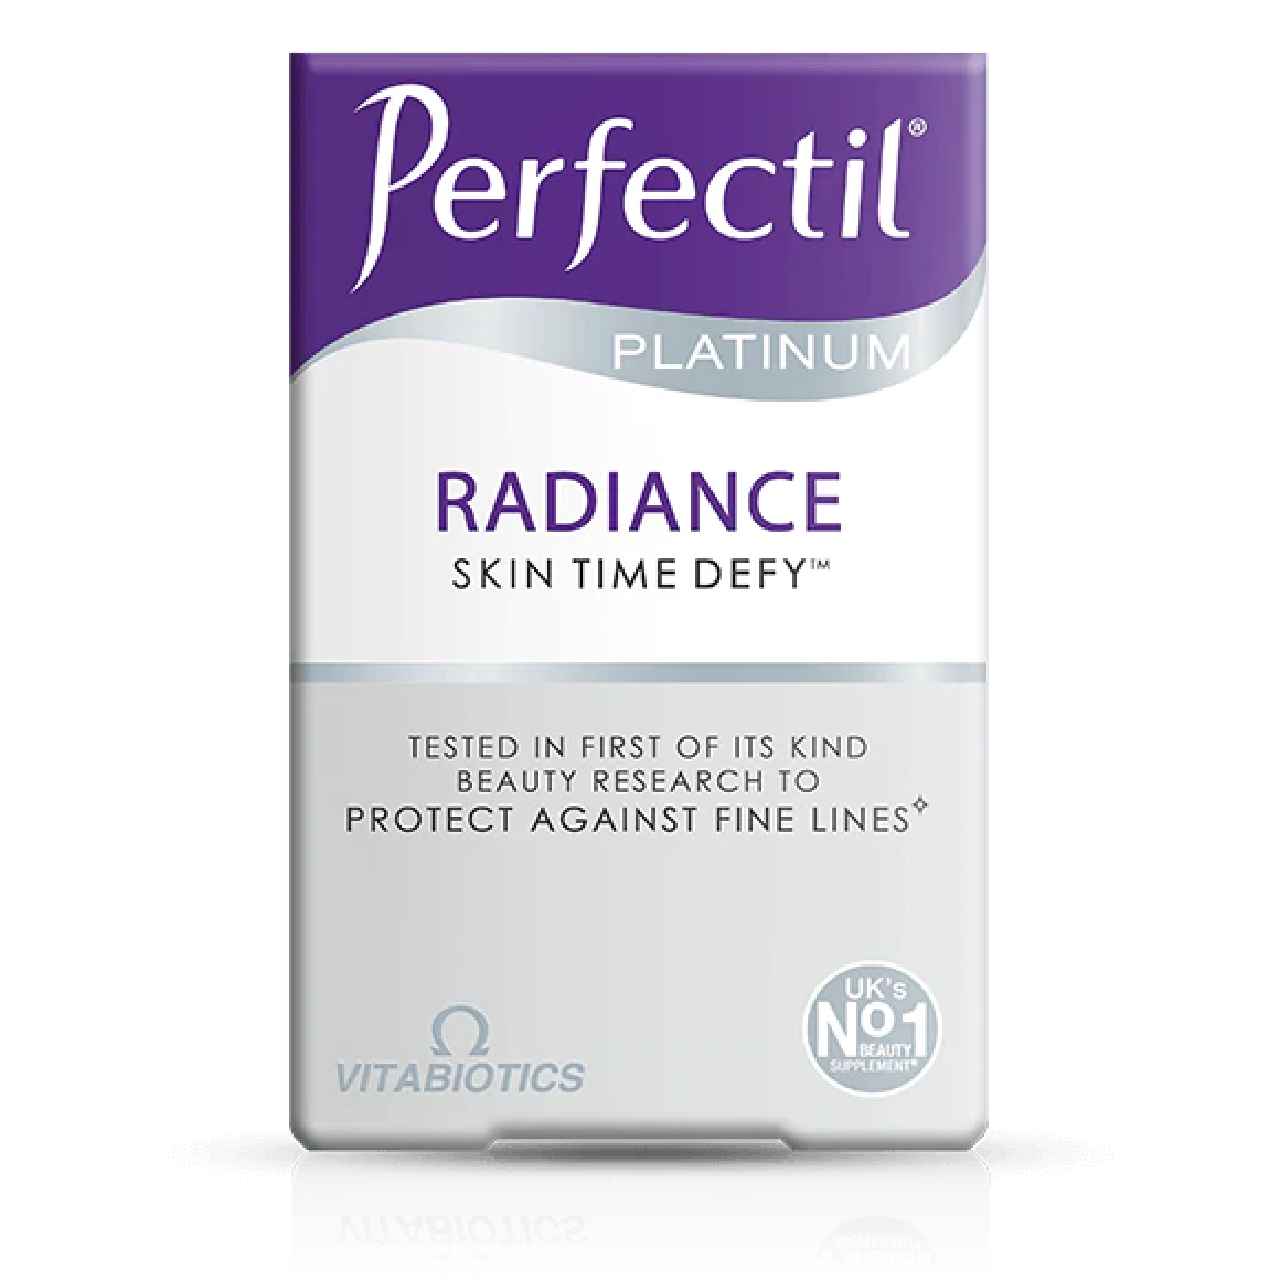 Perfectil®
PLATINUM
RADIANCE
SKIN TIME DEFY™
TESTED IN FIRST OF ITS KIND
BEAUTY RESEARCH TO
PROTECT AGAINST FINE LINES✧
Ω
VITABIOTICS
UK's
No1
BEAUTY
SUPPLEMENT*